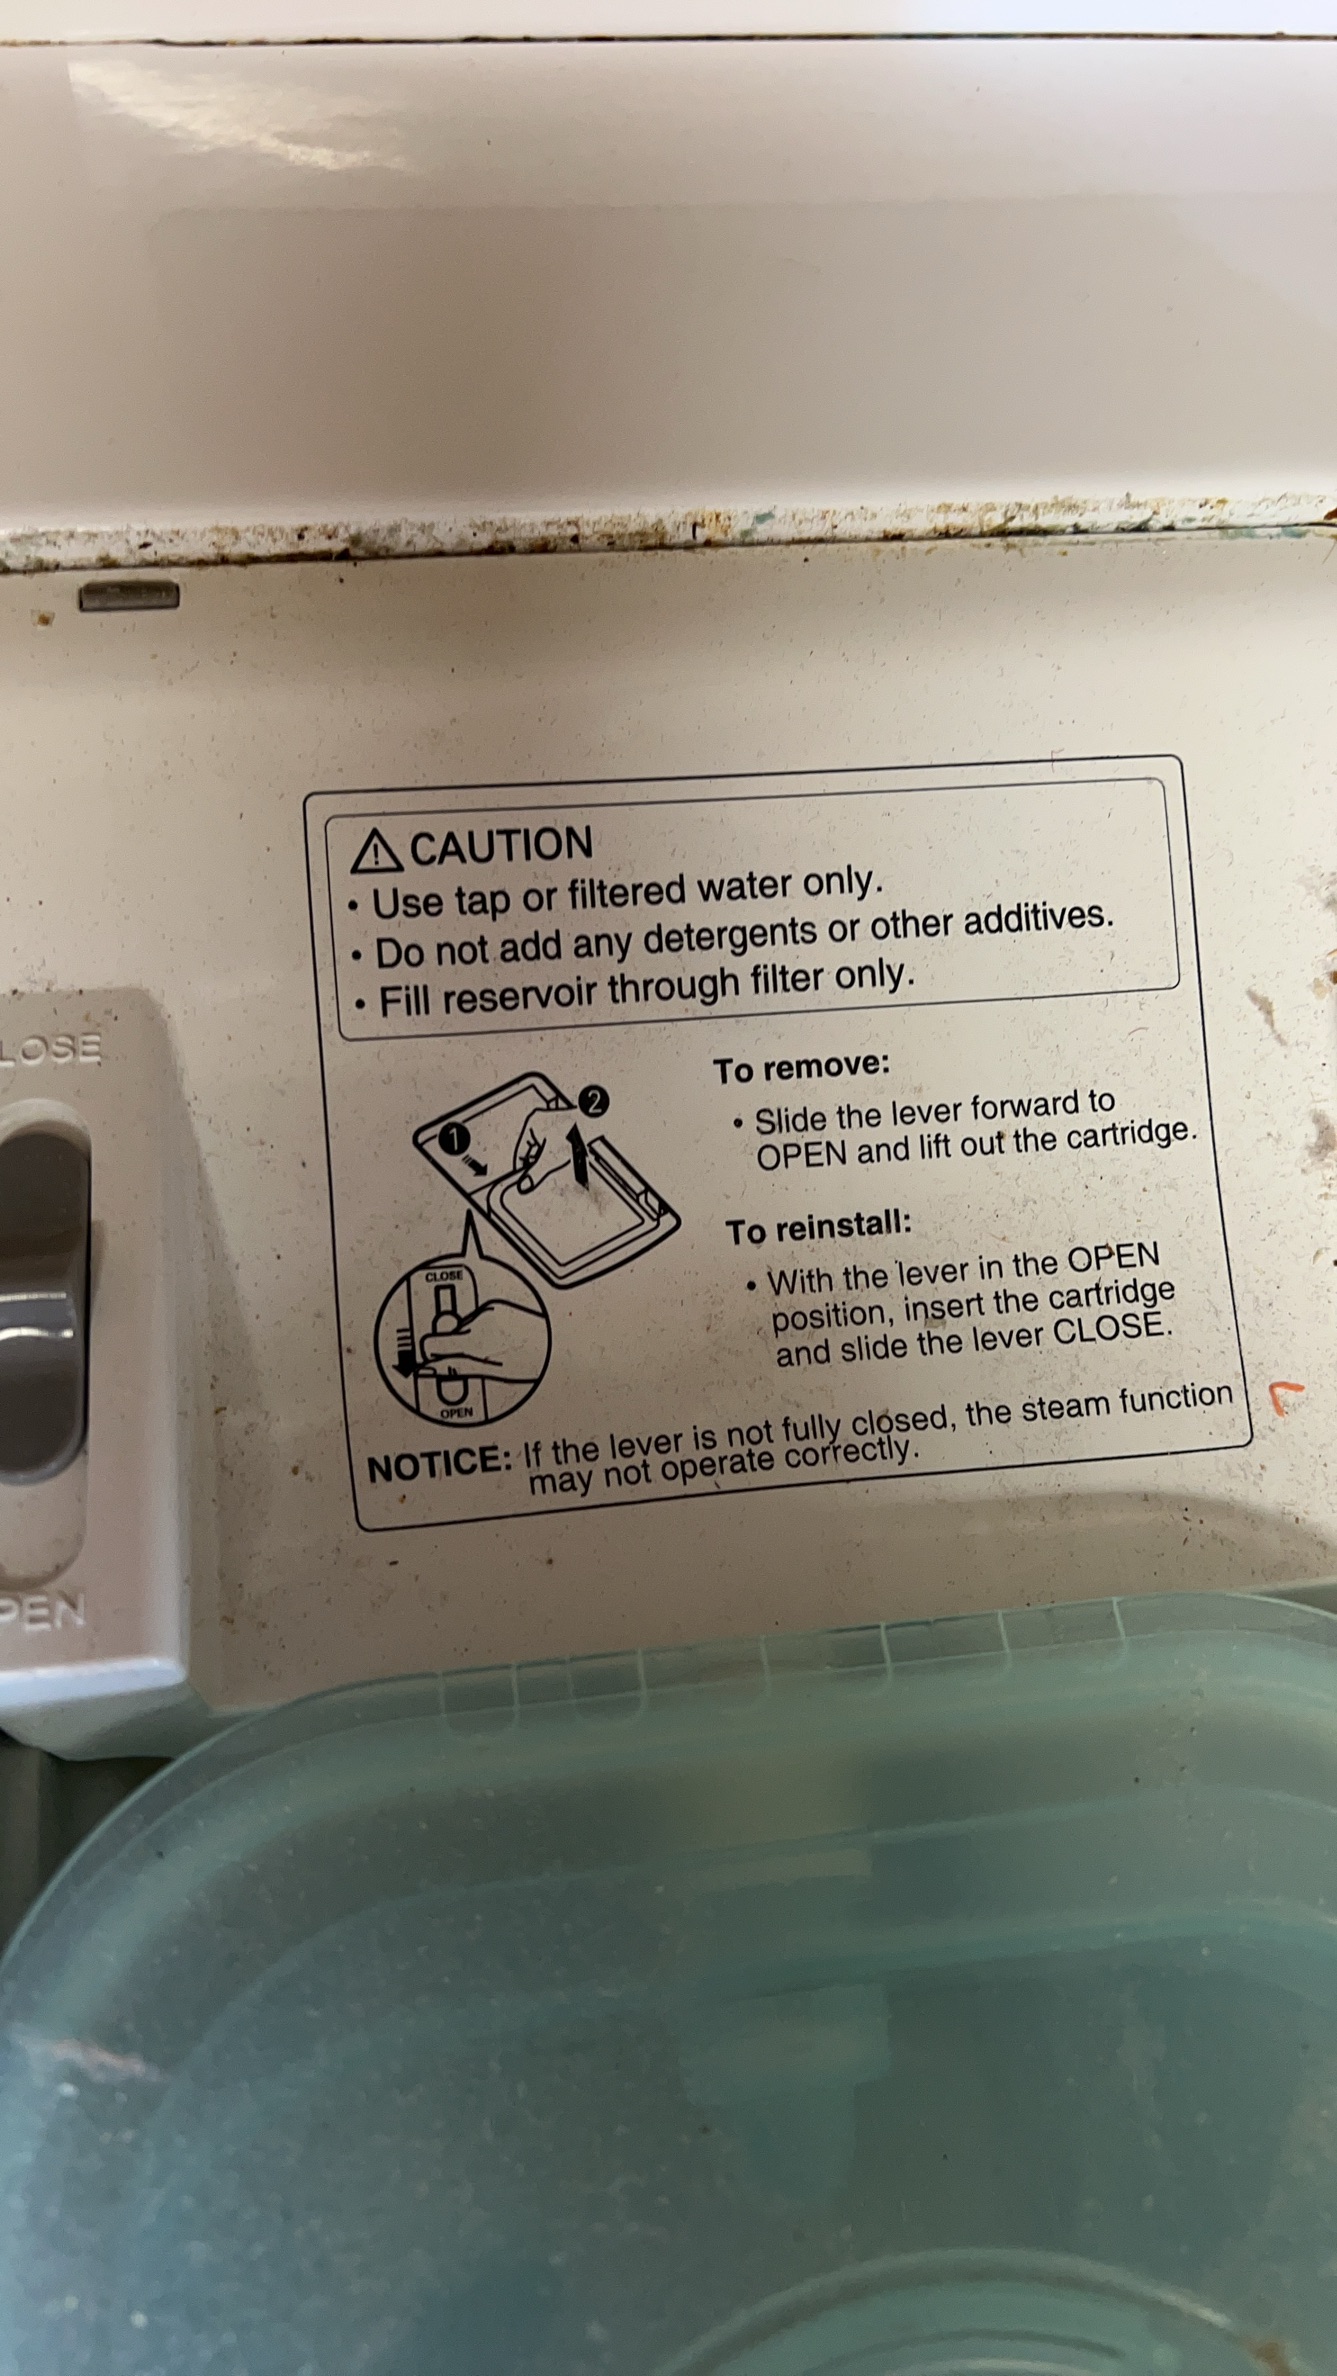 ⚠ CAUTION
• Use tap or filtered water only.
• Do not add any detergents or other additives.
• Fill reservoir through filter only.
LOSE
To remove:
2
1
• Slide the lever forward to
OPEN and lift out the cartridge.
To reinstall:
• With the lever in the OPEN
position, insert the cartridge
and slide the lever CLOSE.
CLOSE
OPEN
NOTICE: If the lever is not fully closed, the steam function
may not operate correctly.
PEN